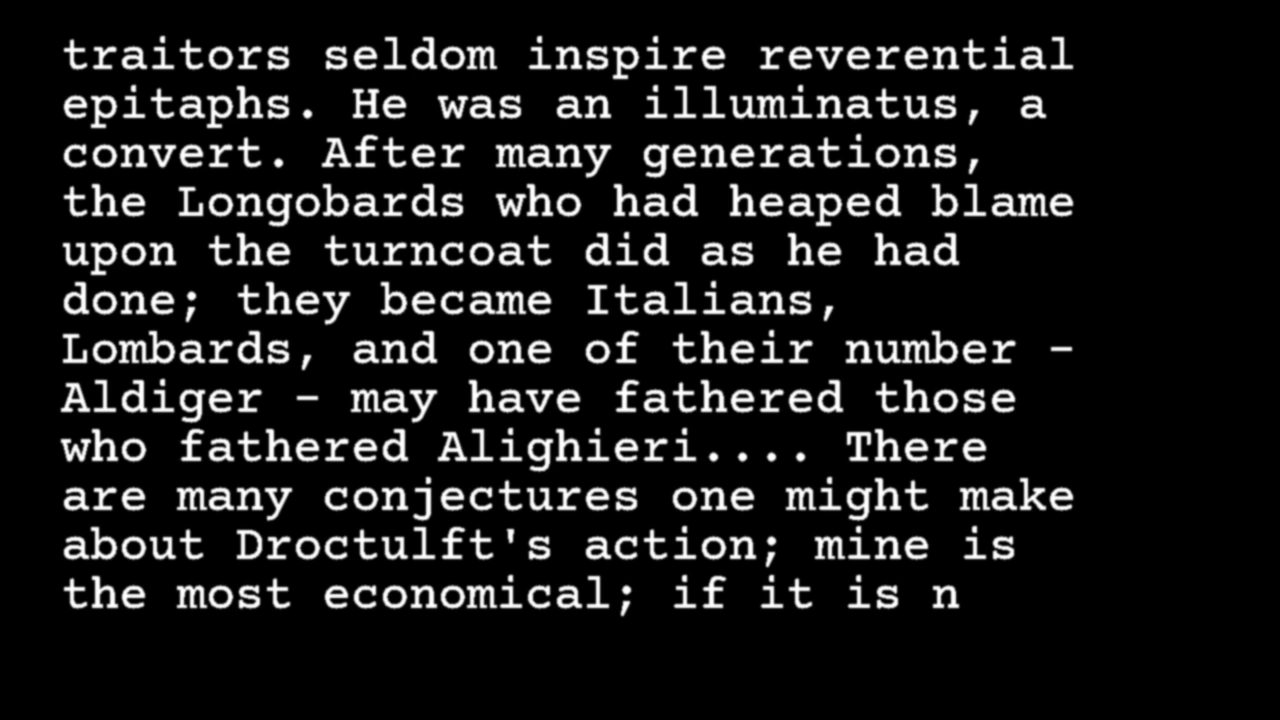 traitors seldom inspire reverential
epitaphs. He was an illuminatus, a
convert. After many generations,
the Longobards who had heaped blame
upon the turncoat did as he had
done; they became Italians,
Lombards, and one of their number -
Aldiger - may have fathered those
who fathered Alighieri.... There
are many conjectures one might make
about Droctulft's action; mine is
the most economical; if it is n